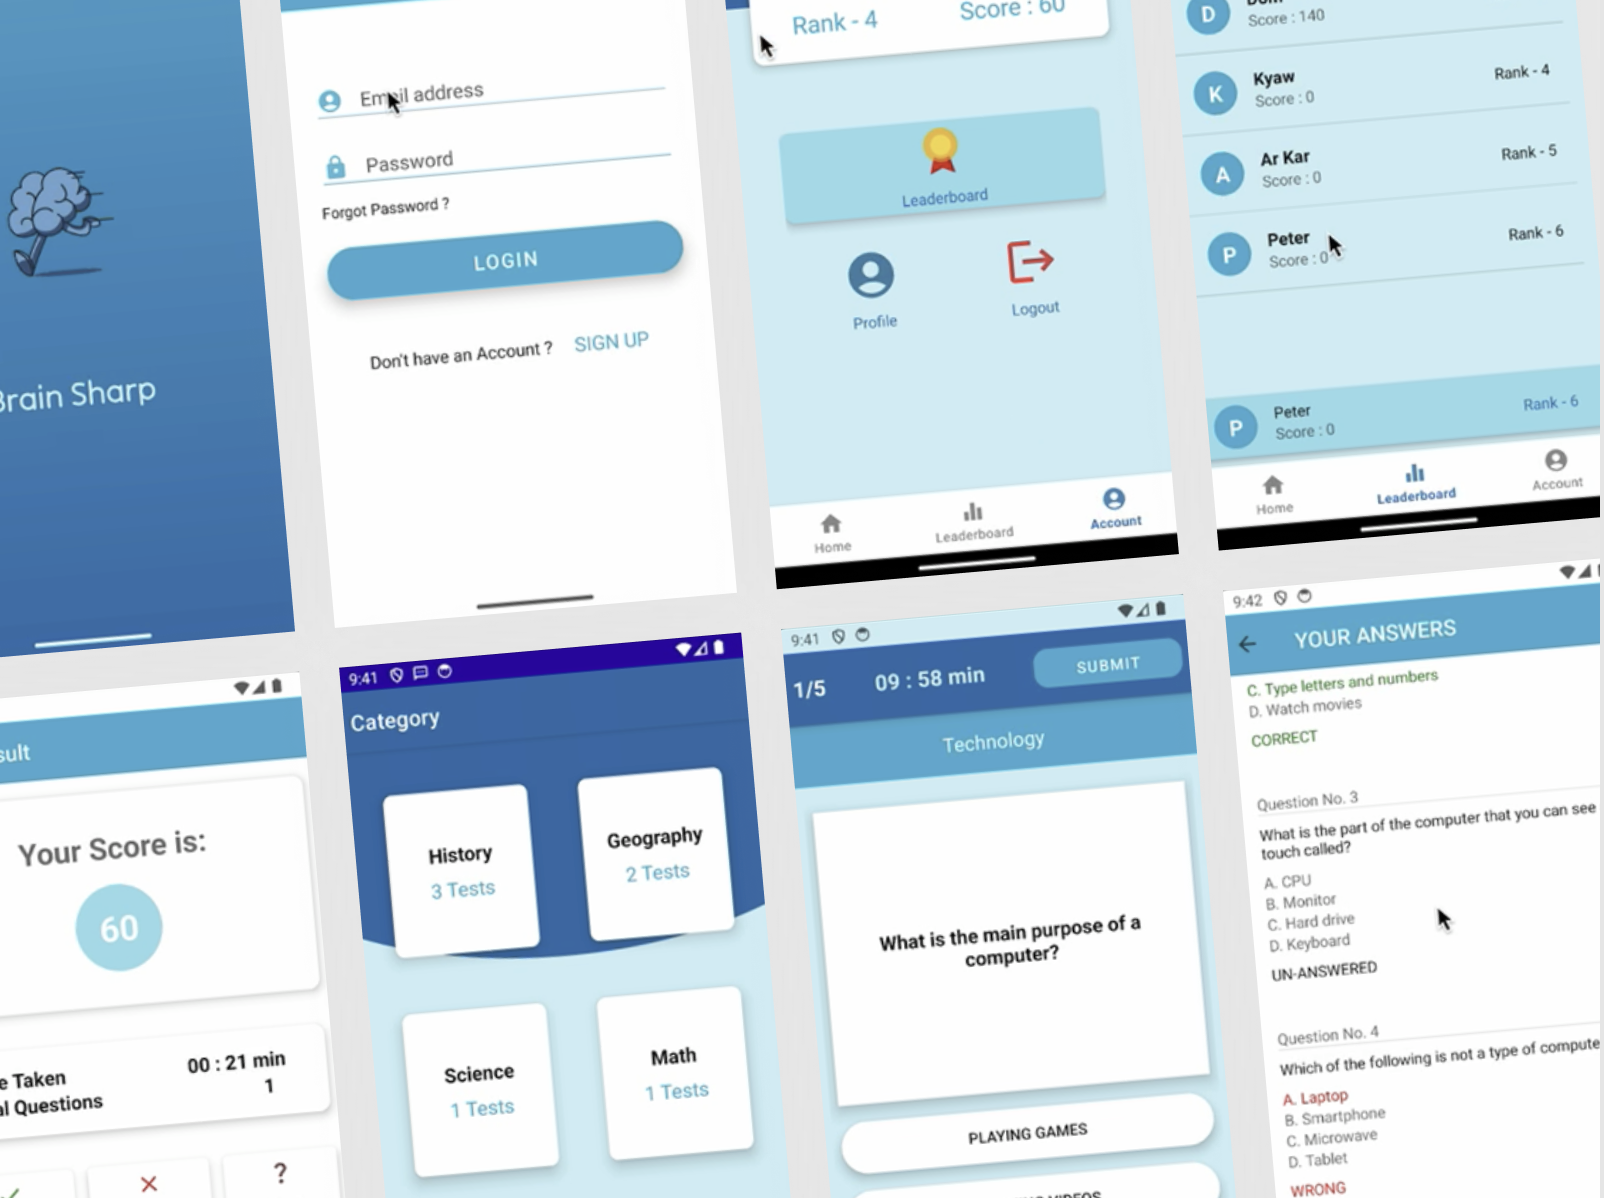 Brain Sharp
Email address
Password
Forgot Password ?
LOGIN
Don't have an Account ?
SIGN UP
Rank - 4
Score : 60
Leaderboard
Profile
Logout
Home
Leaderboard
Account
D
Score : 140
K
Kyaw
Score : 0
Rank - 4
A
Ar Kar
Score : 0
Rank - 5
P
Peter
Score : 0
Rank - 6
P
Peter
Score : 0
Rank - 6
Home
Leaderboard
Account
sult
Your Score is:
60
e Taken
00 : 21 min
al Questions
1
?
9:41
Category
History
3 Tests
Geography
2 Tests
Science
1 Tests
Math
1 Tests
9:41
1/5
09 : 58 min
SUBMIT
Technology
What is the main purpose of a
computer?
PLAYING GAMES
9:42
YOUR ANSWERS
C. Type letters and numbers
D. Watch movies
CORRECT
Question No. 3
What is the part of the computer that you can see
touch called?
A. CPU
B. Monitor
C. Hard drive
D. Keyboard
UN-ANSWERED
Question No. 4
Which of the following is not a type of compute
A. Laptop
B. Smartphone
C. Microwave
D. Tablet
WRONG